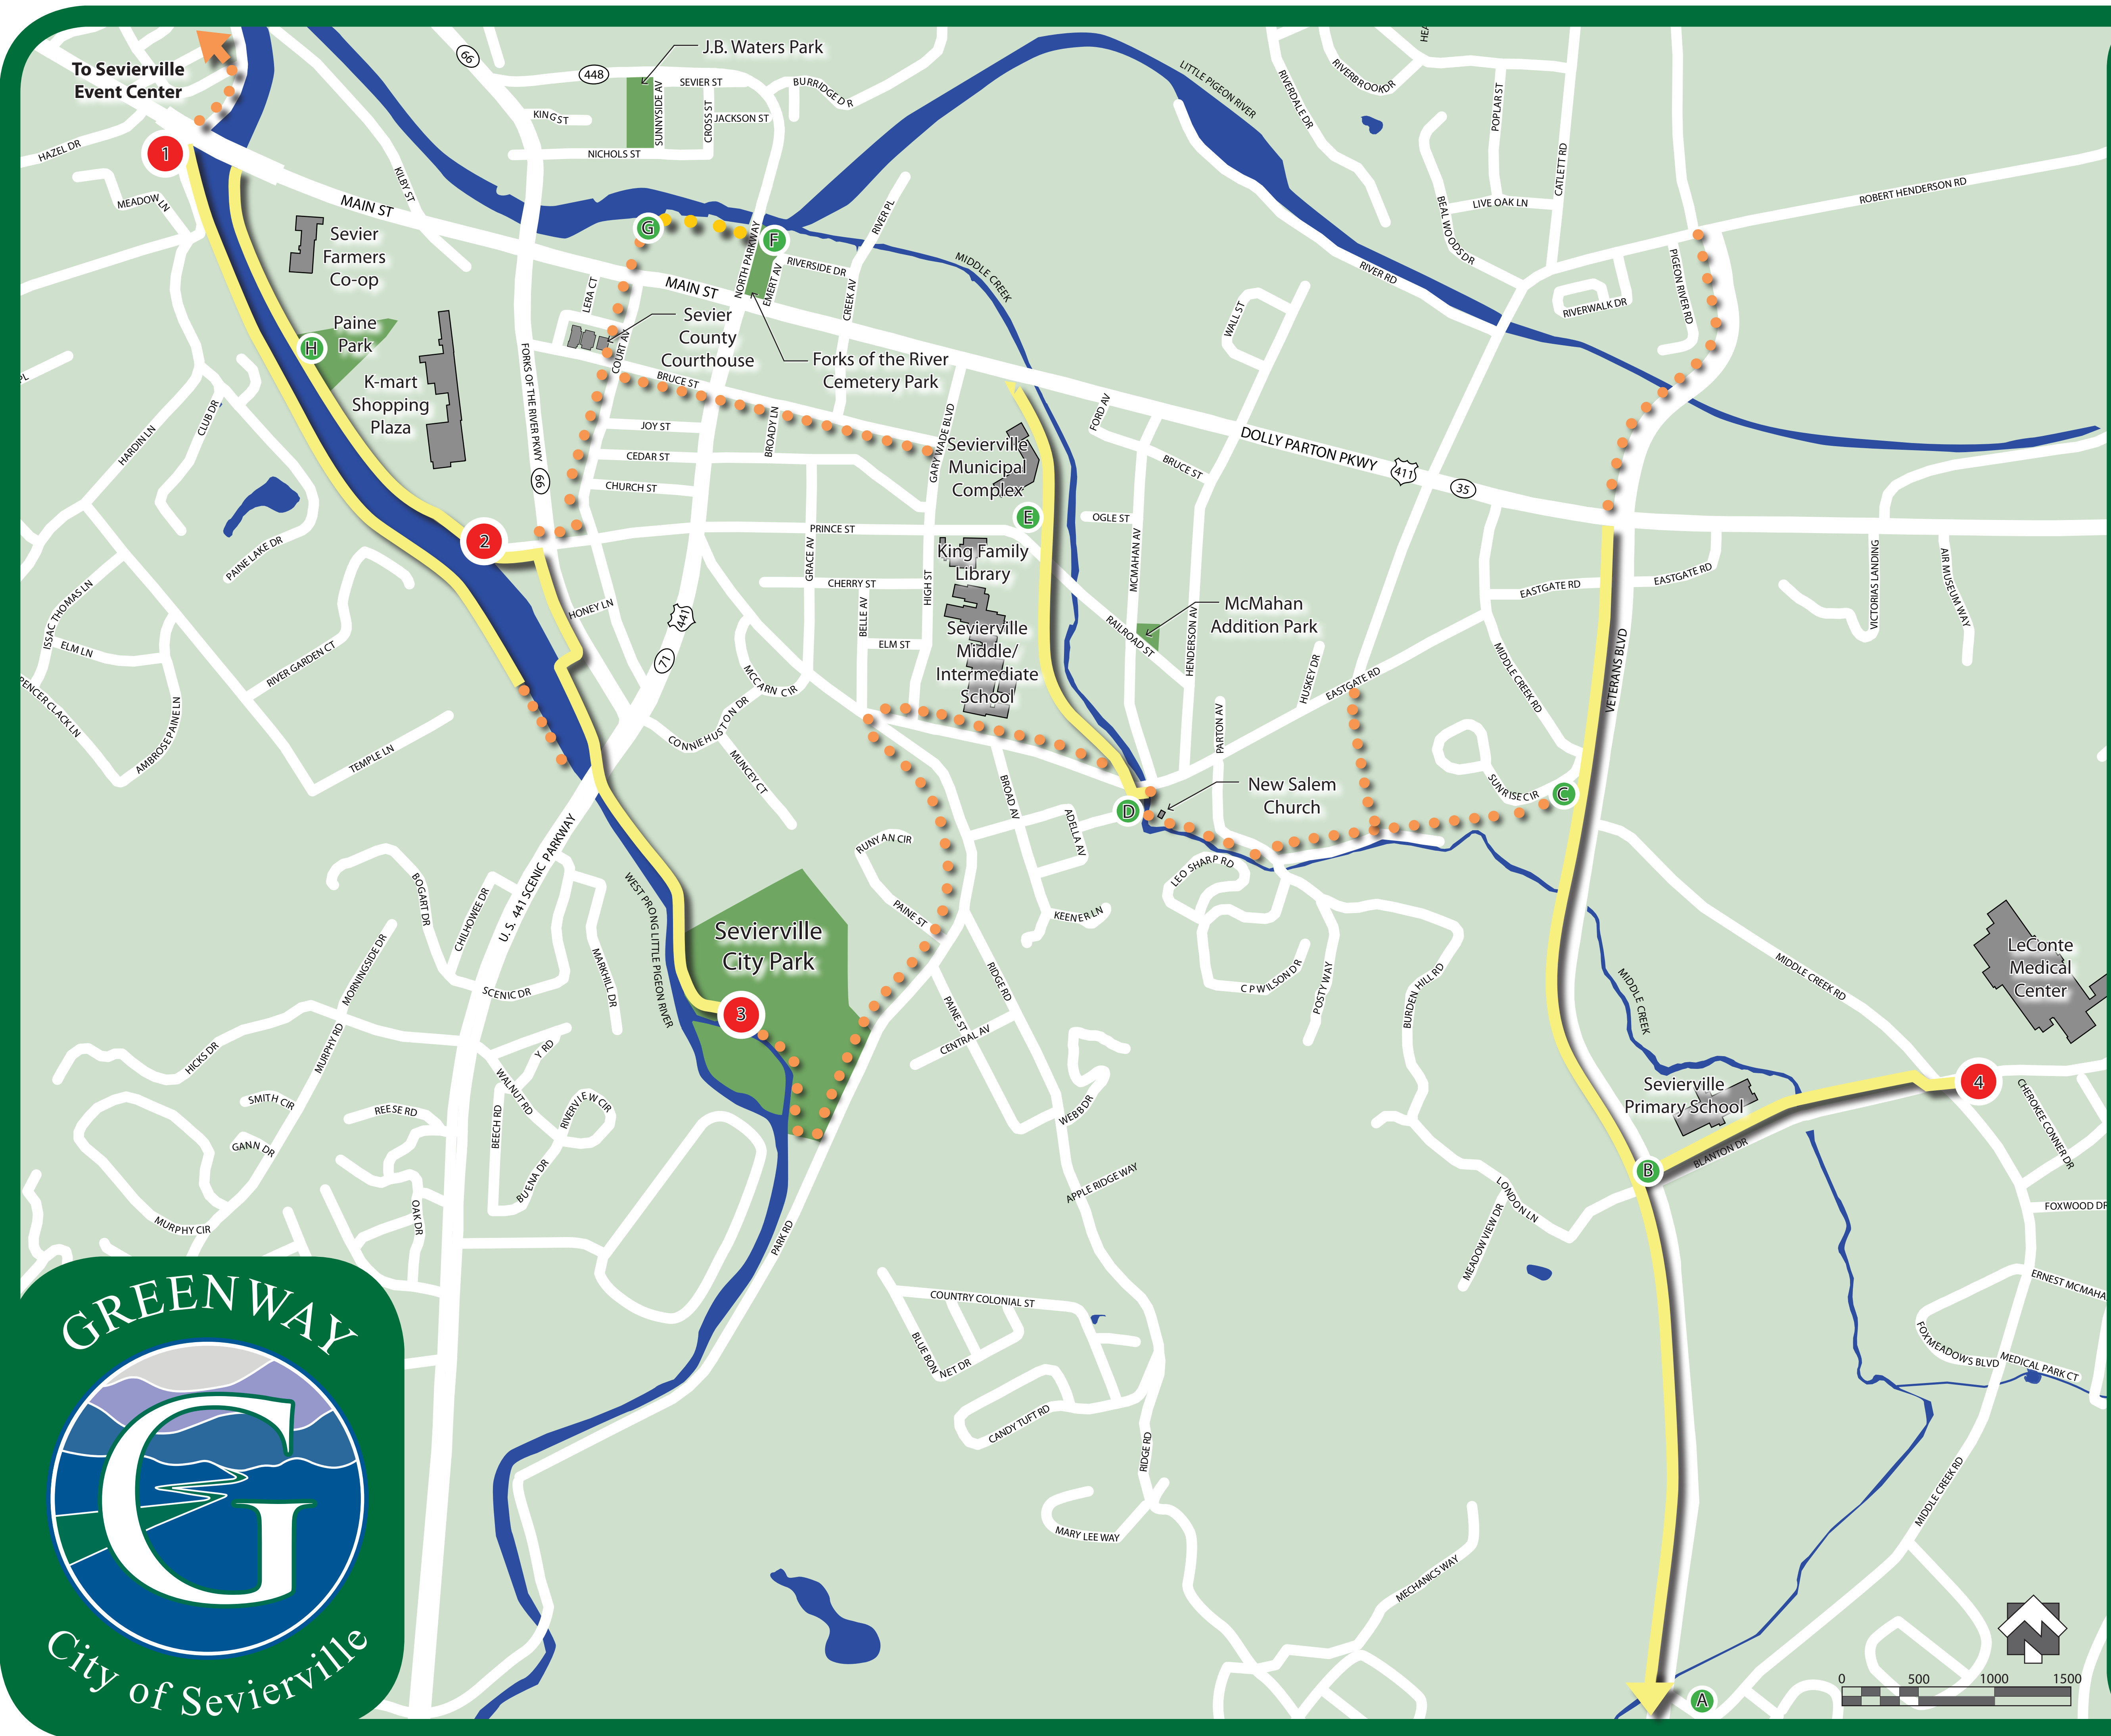 To Sevierville
Event Center
HAZEL DR
1
MEADOW LN
66
448
J.B. Waters Park
SEVIER ST
BURRIDGE DR
KING ST
SUNNYSIDE AV
CROSS ST
JACKSON ST
NICHOLS ST
KILBY ST
MAIN ST
LITTLE PIGEON RIVER
RIVERDALE DR
RIVERBROOK DR
HEA
POPLAR ST
CATLETT RD
LIVE OAK LN
BEAL WOODS DR
ROBERT HENDERSON RD
RIVER RD
RIVERWALK DR
PIGEON RIVER RD
Sevier
Farmers
Co-op
G
F
NORTH PARKWAY
EMERT AV
RIVERSIDE DR
CREEK AV
RIVER PL
MIDDLE CREEK
LERA CT
MAIN ST
Sevier
County
Courthouse
COURT AV
Forks of the River
Cemetery Park
WALL ST
Paine
Park
H
K-mart
Shopping
Plaza
PL
HARDIN LN
CLUB DR
FORKS OF THE RIVER PKWY
66
BRUCE ST
JOY ST
BROADY LN
CEDAR ST
CHURCH ST
GARY WADE BLVD
Sevierville
Municipal
Complex
E
FORD AV
BRUCE ST
DOLLY PARTON PKWY
411
35
2
PAINE LAKE DR
PRINCE ST
OGLE ST
GRACE AV
CHERRY ST
BELLE AV
HIGH ST
ELM ST
King Family
Library
Sevierville
Middle/
Intermediate
School
MCMAHAN AV
RAILROAD ST
HENDERSON AV
McMahan
Addition Park
HUSKEY DR
EASTGATE RD
EASTGATE RD
EASTGATE RD
MIDDLE CREEK RD
VETERANS BLVD
VICTORIAS LANDING
AIR MUSEUM WAY
HONEY LN
441
71
ISSAC THOMAS LN
ELM LN
PENCER CLACK LN
AMBROSE PAINE LN
RIVER GARDEN CT
TEMPLE LN
MCCARN CIR
CONNIE HUSTON DR
MUNCEY CT
BROAD AV
ADELLA AV
PARTON AV
D
New Salem
Church
SUNRISE CIR
C
RUNYAN CIR
PAINE ST
KEENER LN
LEO SHARP RD
C P WILSON DR
POSTY WAY
BURDEN HILL RD
U. S. 441 SCENIC PARKWAY
BOGART DR
CHILHOWEE DR
SCENIC DR
MARKHILL DR
WEST PRONG LITTLE PIGEON RIVER
Sevierville
City Park
3
RIDGE RD
PAINE ST
CENTRAL AV
WEBB DR
MORNINGSIDE DR
MURPHY RD
HICKS DR
SMITH CIR
GANN DR
MURPHY CIR
REESE RD
OAK DR
Y RD
WALNUT RD
BEECH RD
RIVERVIEW CIR
BUENA DR
PARK RD
APPLE RIDGE WAY
MIDDLE CREEK
MIDDLE CREEK RD
LeConte
Medical
Center
Sevierville
Primary School
4
B
BLANTON DR
CHEROKEE CONNER DR
FOXWOOD DR
LONDON LN
MEADOW VIEW DR
ERNEST MCMAHA
FOXMEADOWS BLVD
MEDICAL PARK CT
MIDDLE CREEK RD
COUNTRY COLONIAL ST
BLUE BONNET DR
CANDY TUFT RD
RIDGE RD
MARY LEE WAY
MECHANICS WAY
A
0 500 1000 1500
GREENWAY
G
City of Sevierville